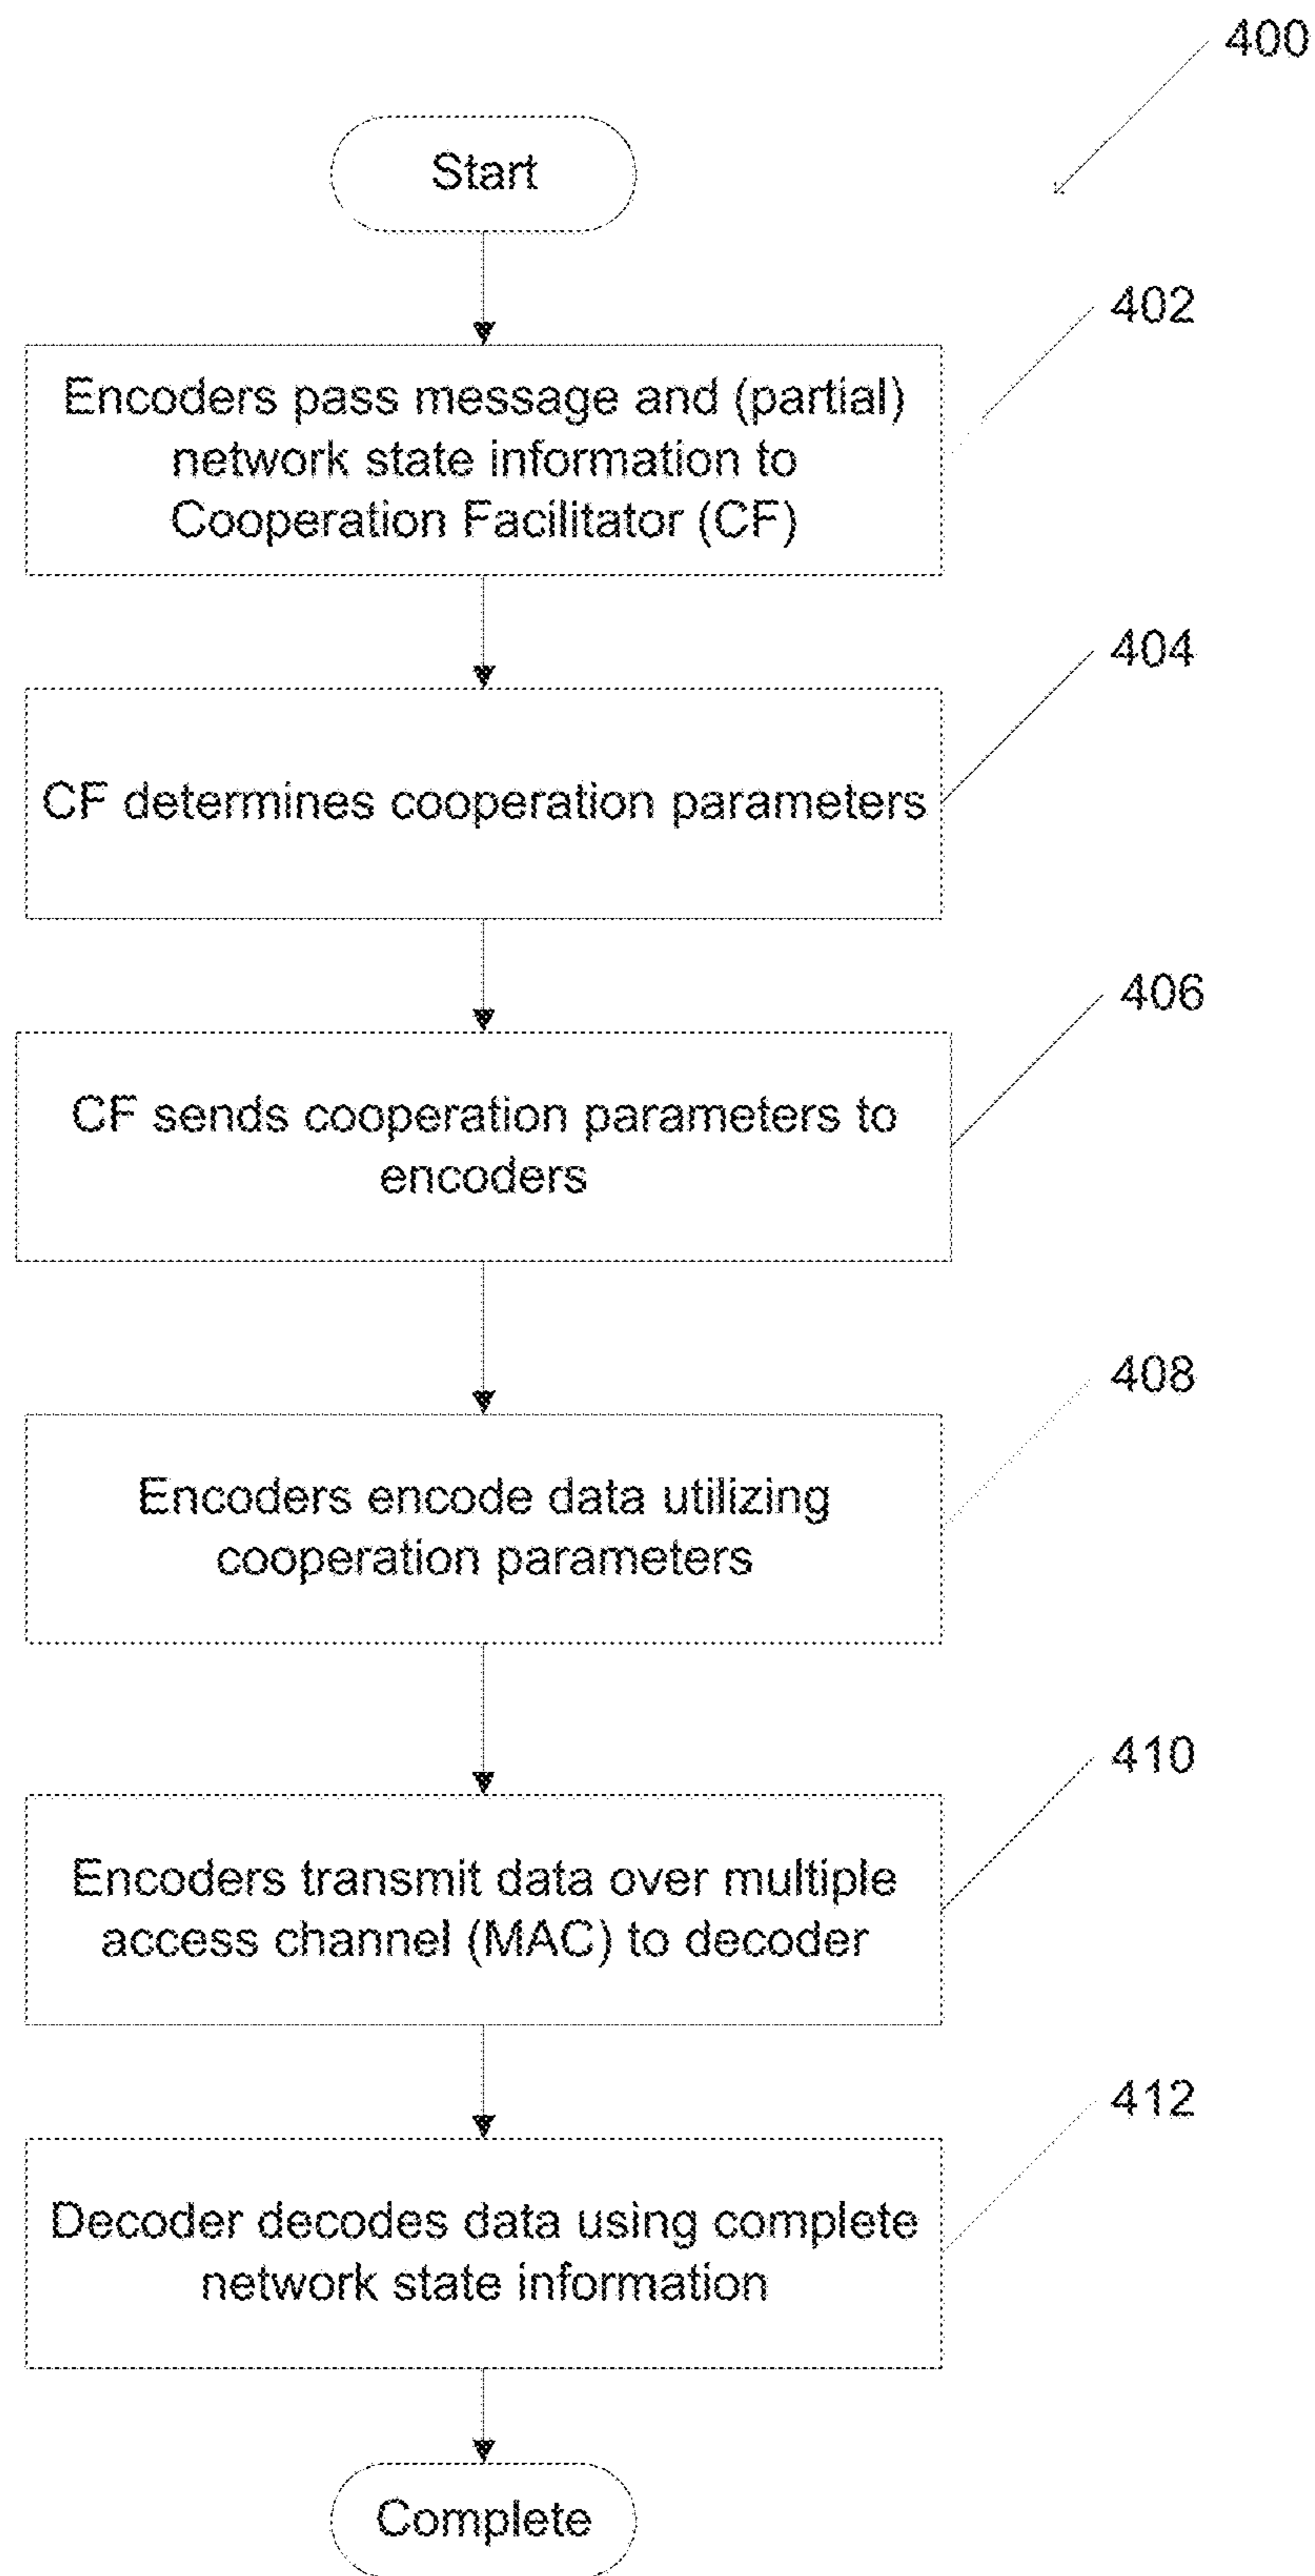 400
Start
402
Encoders pass message and (partial)
network state information to
Cooperation Facilitator (CF)
404
CF determines cooperation parameters
406
CF sends cooperation parameters to
encoders
408
Encoders encode data utilizing
cooperation parameters
410
Encoders transmit data over multiple
access channel (MAC) to decoder
412
Decoder decodes data using complete
network state information
Complete